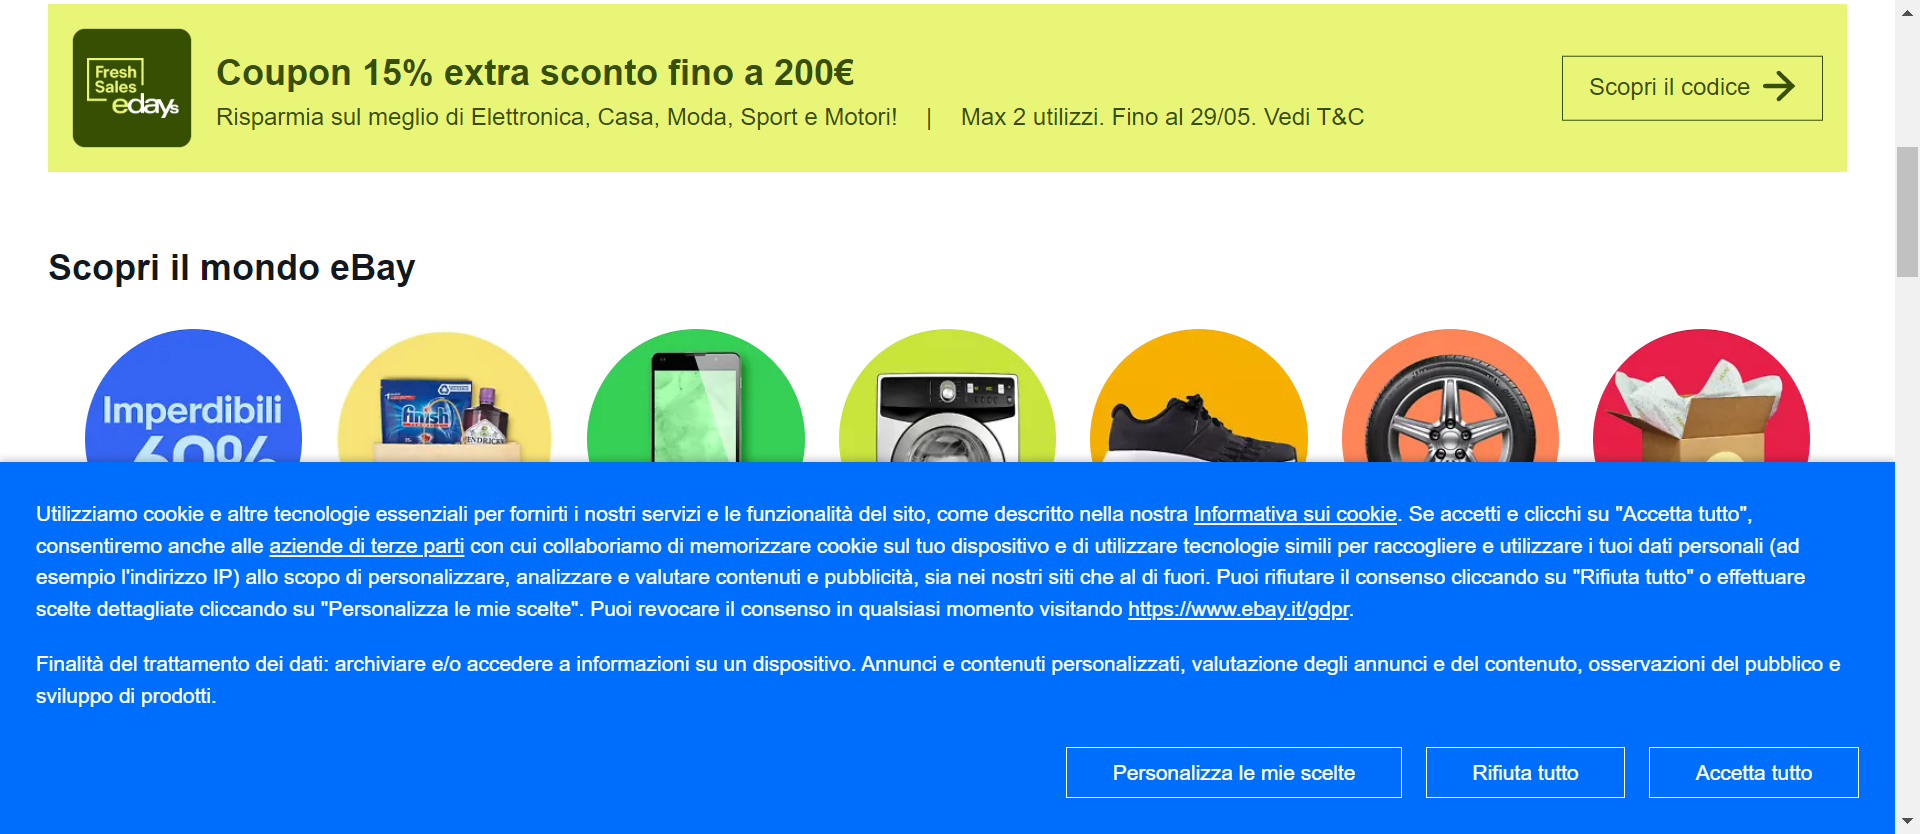 Fresh
Sales
edays
Coupon 15% extra sconto fino a 200€
Risparmia sul meglio di Elettronica, Casa, Moda, Sport e Motori! | Max 2 utilizzi. Fino al 29/05. Vedi T&C
Scopri il codice
Scopri il mondo eBay
Imperdibili
60%
finish
HENDRICK'S
Utilizziamo cookie e altre tecnologie essenziali per fornirti i nostri servizi e le funzionalità del sito, come descritto nella nostra Informativa sui cookie. Se accetti e clicchi su "Accetta tutto",
consentiremo anche alle aziende di terze parti con cui collaboriamo di memorizzare cookie sul tuo dispositivo e di utilizzare tecnologie simili per raccogliere e utilizzare i tuoi dati personali (ad
esempio l'indirizzo IP) allo scopo di personalizzare, analizzare e valutare contenuti e pubblicità, sia nei nostri siti che al di fuori. Puoi rifiutare il consenso cliccando su "Rifiuta tutto" o effettuare
scelte dettagliate cliccando su "Personalizza le mie scelte". Puoi revocare il consenso in qualsiasi momento visitando https://www.ebay.it/gdpr.
Finalità del trattamento dei dati: archiviare e/o accedere a informazioni su un dispositivo. Annunci e contenuti personalizzati, valutazione degli annunci e del contenuto, osservazioni del pubblico e
sviluppo di prodotti.
Personalizza le mie scelte
Rifiuta tutto
Accetta tutto